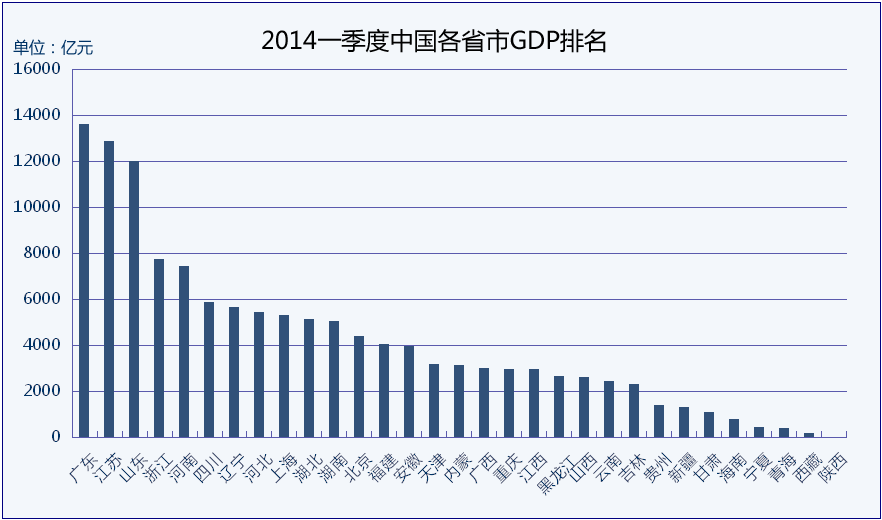 2014一季度中国各省市GDP排名
单位：亿元
16000
14000
12000
10000
8000
6000
4000
2000
0
广东
江苏
山东
浙江
河南
四川
辽宁
河北
上海
湖北
湖南
北京
福建
安徽
天津
内蒙
广西
重庆
江西
黑龙江
山西
云南
吉林
贵州
新疆
甘肃
海南
宁夏
青海
西藏
陕西